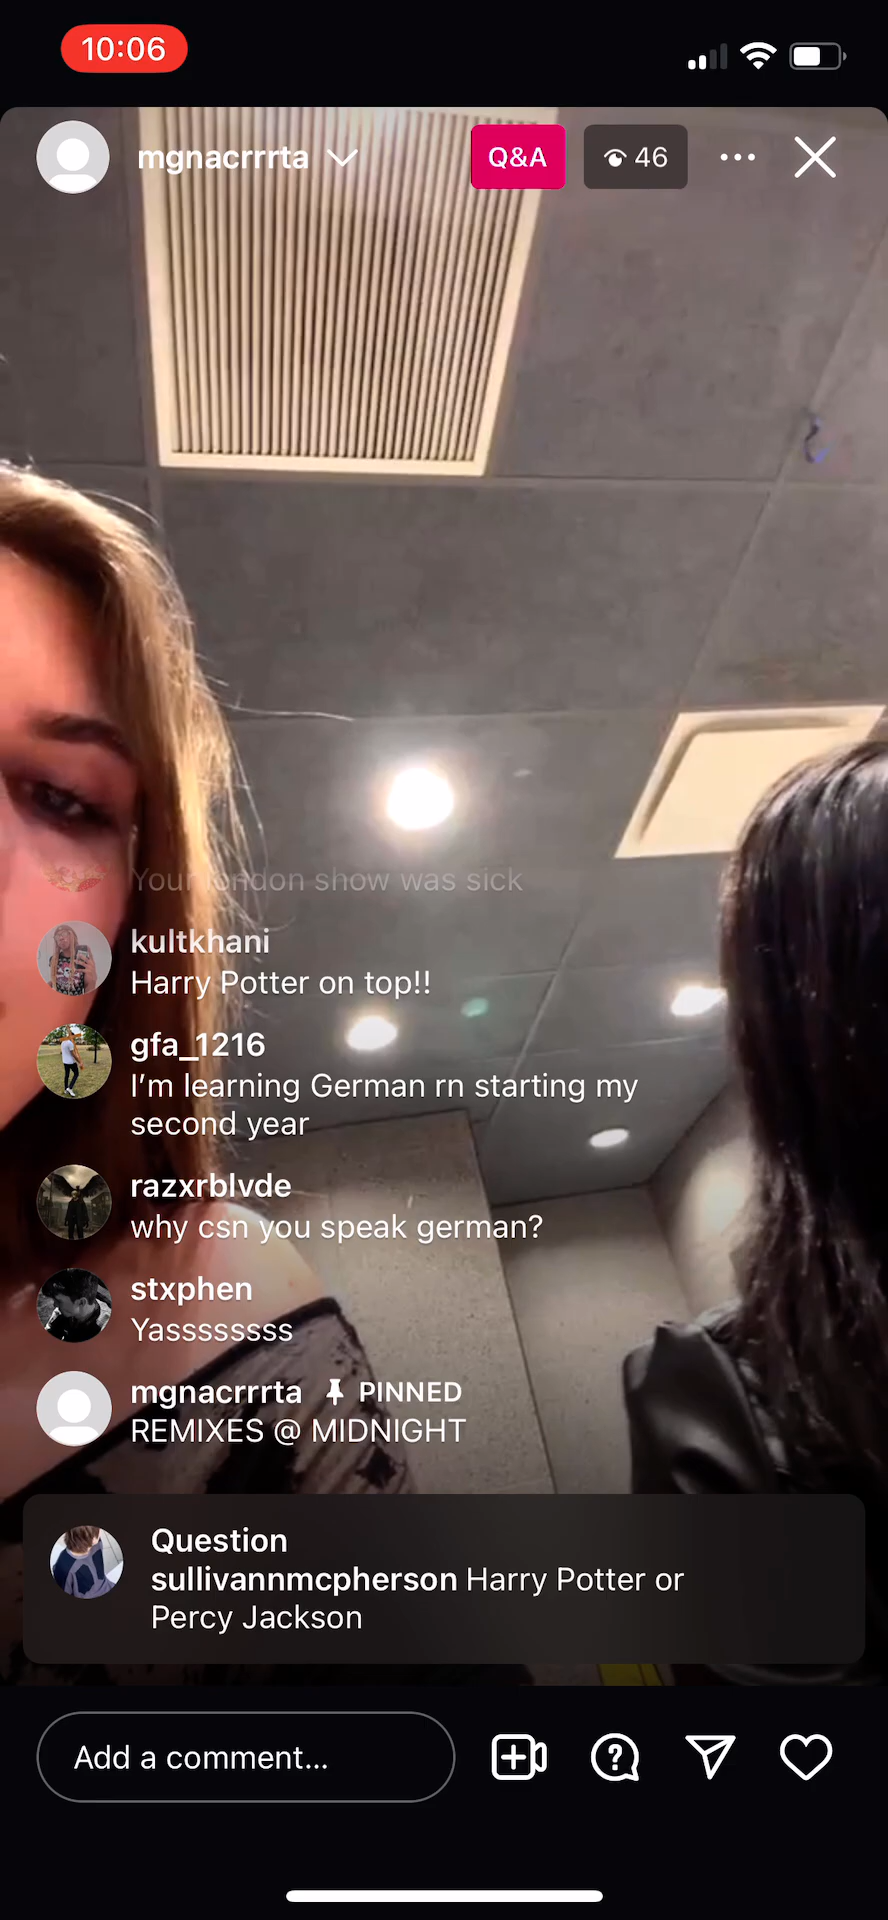 10:06
mgnacrrrta
Q&A
46
Your london show was sick
kultkhani
Harry Potter on top!!
gfa_1216
I'm learning German rn starting my
second year
razxrblvde
why csn you speak german?
stxphen
Yassssssss
mgnacrrrta PINNED
REMIXES @ MIDNIGHT
Question
sullivannmcpherson Harry Potter or
Percy Jackson
Add a comment...